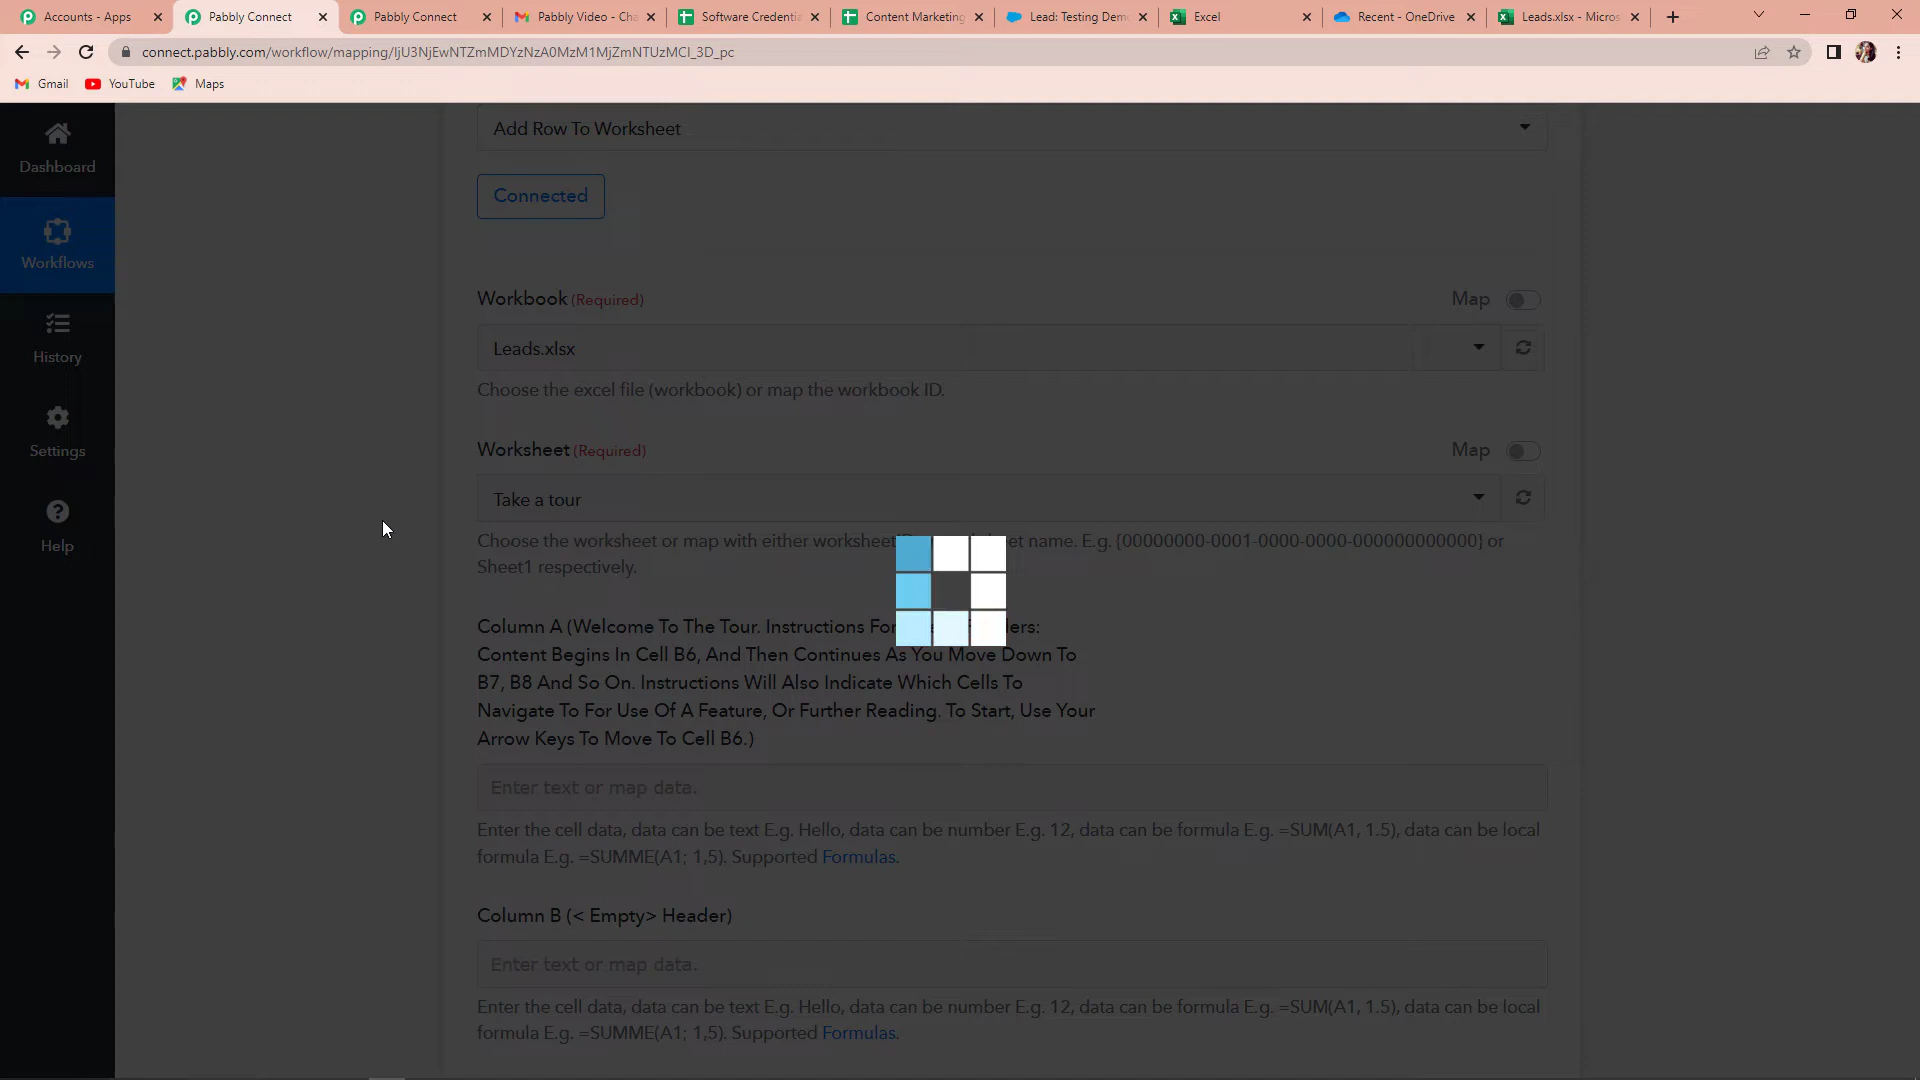 Accounts - Apps
Pabbly Connect
Pabbly Connect
Pabbly Video - Cha
Software Credentia
Content Marketing
Lead: Testing Dem
Excel
Recent - OneDrive
Leads.xlsx - Micros
connect.pabbly.com/workflow/mapping/IjU3NjEwNTZmMDYzNzA0MzM1MjZmNTUzMCI_3D_pc
Gmail
YouTube
Maps
Dashboard
Workflows
History
Settings
Help
Add Row To Worksheet
Connected
Workbook (Required)
Map
Leads.xlsx
Choose the excel file (workbook) or map the workbook ID.
Worksheet (Required)
Map
Take a tour
Choose the worksheet or map with either worksheet name. E.g. {00000000-0001-0000-0000-000000000000} or
Sheet1 respectively.
Column A (Welcome To The Tour. Instructions For ers:
Content Begins In Cell B6, And Then Continues As You Move Down To
B7, B8 And So On. Instructions Will Also Indicate Which Cells To
Navigate To For Use Of A Feature, Or Further Reading. To Start, Use Your
Arrow Keys To Move To Cell B6.)
Enter text or map data.
Enter the cell data, data can be text E.g. Hello, data can be number E.g. 12, data can be formula E.g. =SUM(A1, 1.5), data can be local
formula E.g. =SUMME(A1; 1,5). Supported Formulas.
Column B (< Empty> Header)
Enter text or map data.
Enter the cell data, data can be text E.g. Hello, data can be number E.g. 12, data can be formula E.g. =SUM(A1, 1.5), data can be local
formula E.g. =SUMME(A1; 1,5). Supported Formulas.